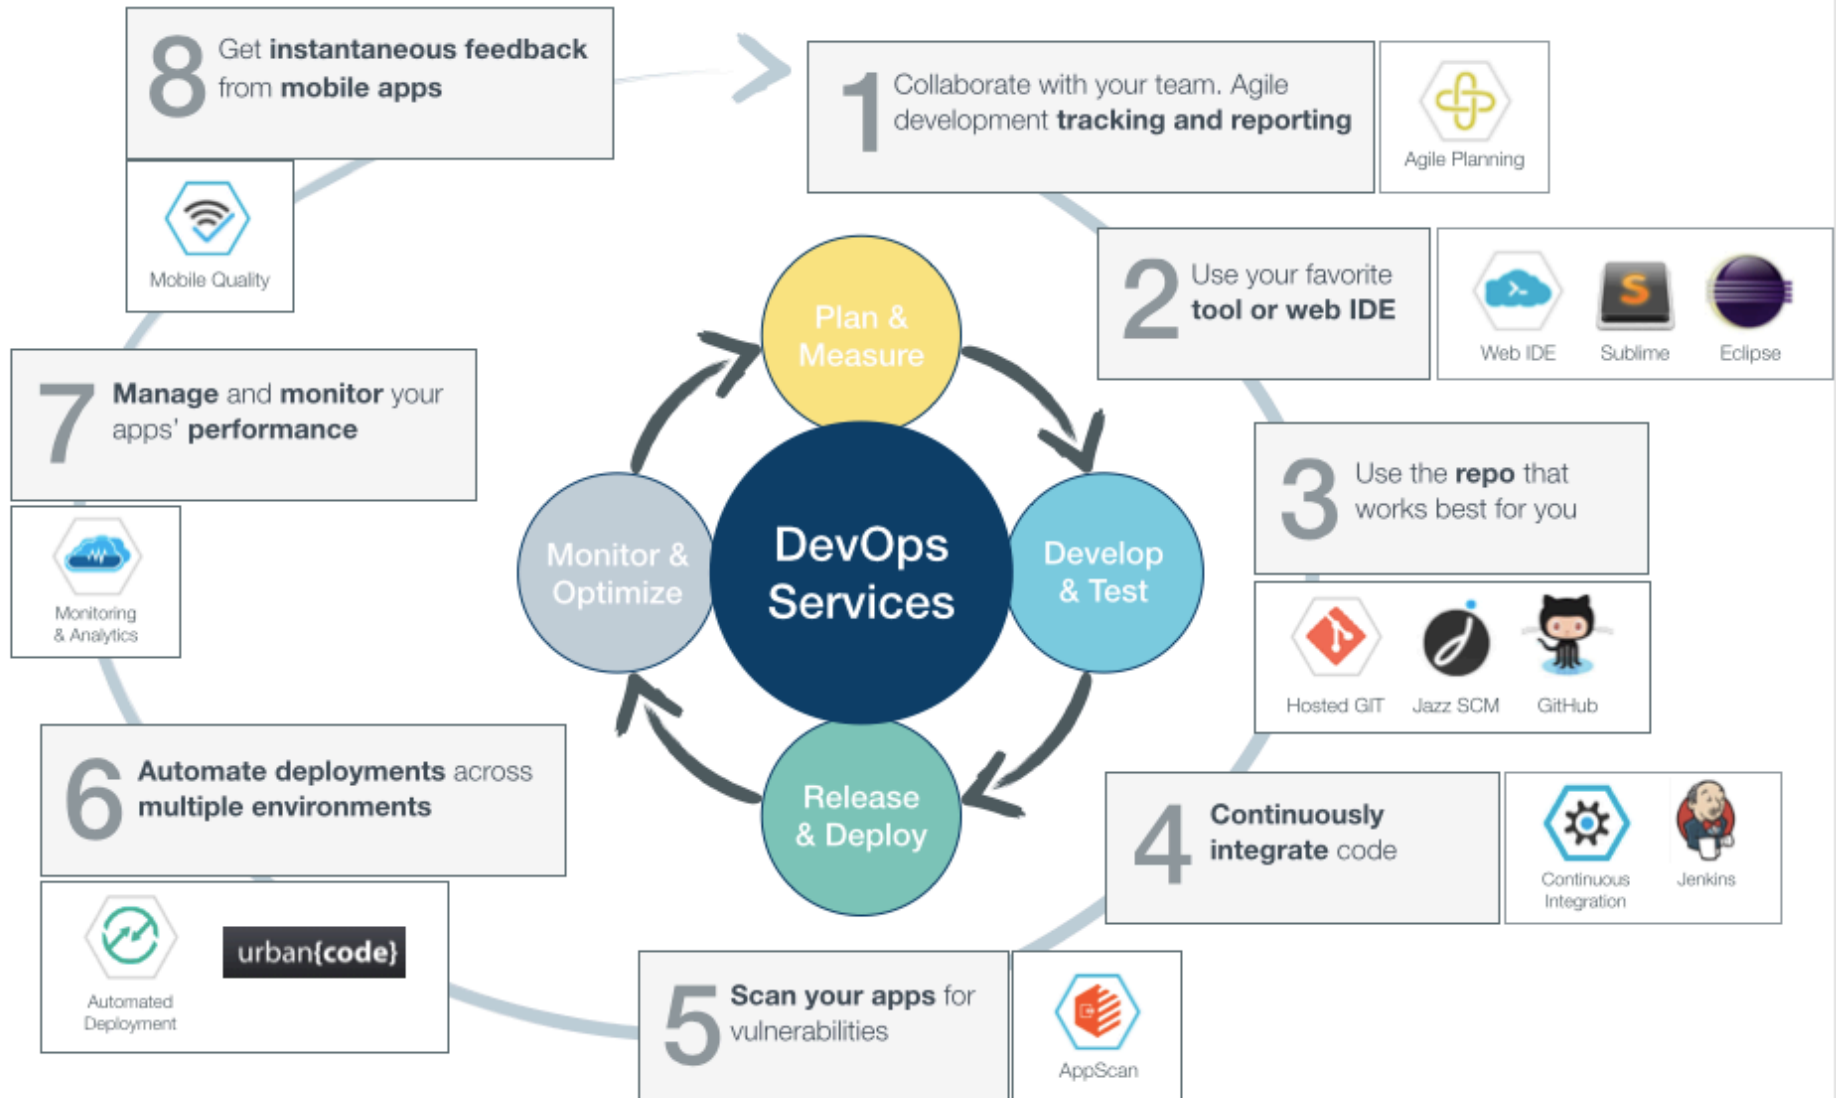 8
Get instantaneous feedback
from mobile apps
Mobile Quality
1
Collaborate with your team. Agile
development tracking and reporting
Agile Planning
2
Use your favorite
tool or web IDE
Web IDE
Sublime
Eclipse
3
Use the repo that
works best for you
Hosted GIT
Jazz SCM
GitHub
4
Continuously
integrate code
Continuous
Integration
Jenkins
5
Scan your apps for
vulnerabilities
AppScan
6
Automate deployments across
multiple environments
Automated
Deployment
urban{code}
7
Manage and monitor your
apps' performance
Monitoring
& Analytics
Plan &
Measure
Develop
& Test
Release
& Deploy
Monitor &
Optimize
DevOps
Services